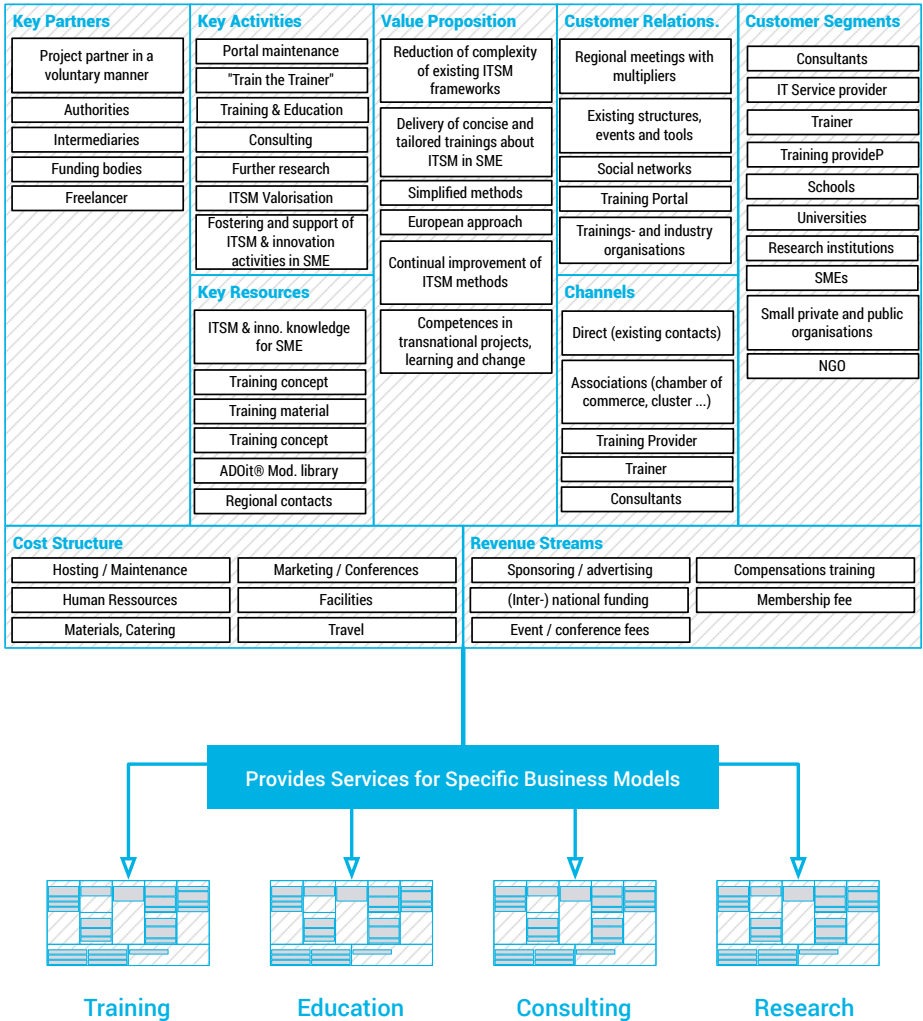 Key Partners
Project partner in a
voluntary manner
Authorities
Intermediaries
Funding bodies
Freelancer
Key Activities
Portal maintenance
"Train the Trainer"
Training & Education
Consulting
Further research
ITSM Valorisation
Fostering and support of
ITSM & innovation
activities in SME
Key Resources
ITSM & inno. knowledge
for SME
Training concept
Training material
Training concept
ADOit® Mod. library
Regional contacts
Value Proposition
Reduction of complexity
of existing ITSM
frameworks
Delivery of concise and
tailored trainings about
ITSM in SME
Simplified methods
European approach
Continual improvement of
ITSM methods
Competences in
transnational projects,
learning and change
Customer Relations.
Regional meetings with
multipliers
Existing structures,
events and tools
Social networks
Training Portal
Trainings- and industry
organisations
Channels
Direct (existing contacts)
Associations (chamber of
commerce, cluster ...)
Training Provider
Trainer
Consultants
Customer Segments
Consultants
IT Service provider
Trainer
Training provideP
Schools
Universities
Research institutions
SMEs
Small private and public
organisations
NGO
Cost Structure
Hosting / Maintenance
Marketing / Conferences
Human Ressources
Facilities
Materials, Catering
Travel
Revenue Streams
Sponsoring / advertising
Compensations training
(Inter-) national funding
Membership fee
Event / conference fees
Provides Services for Specific Business Models
Training
Education
Consulting
Research